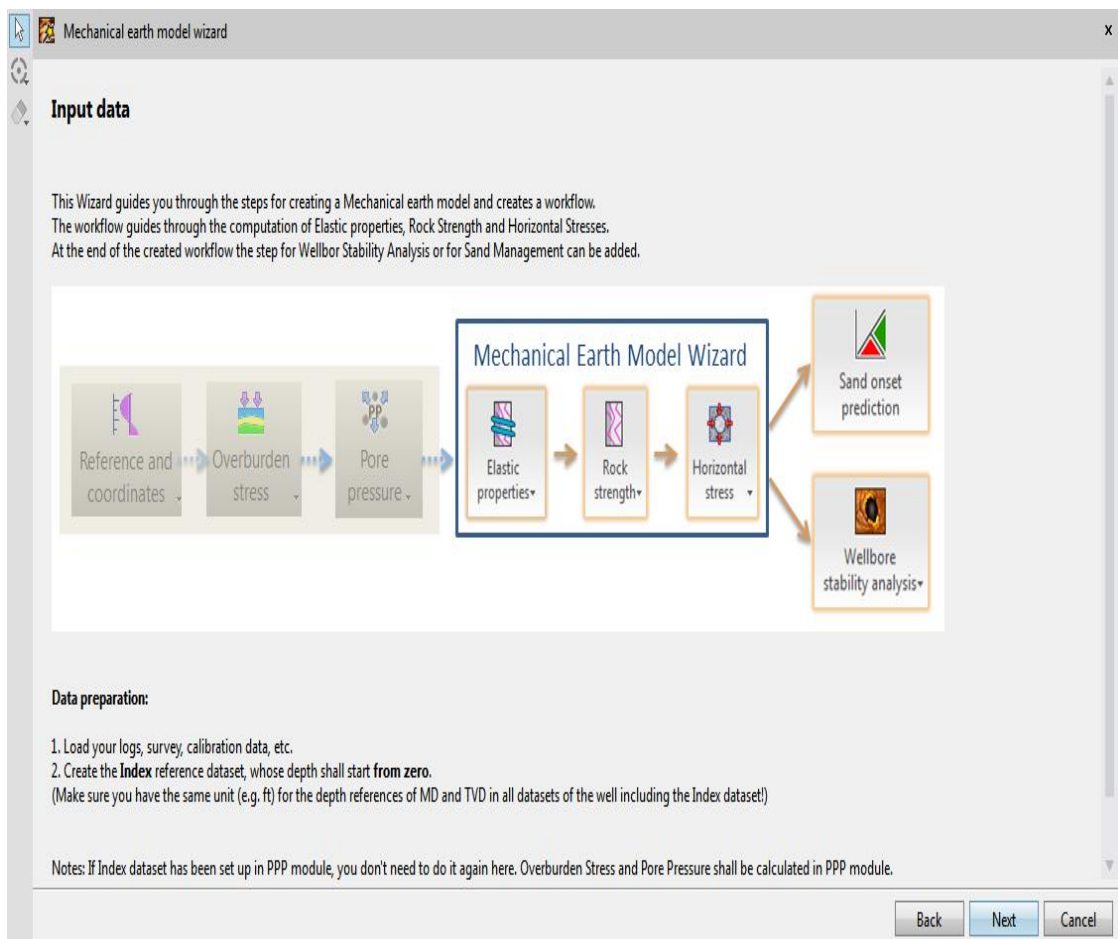 Mechanical earth model wizard
x
Input data
This Wizard guides you through the steps for creating a Mechanical earth model and creates a workflow.
The workflow guides through the computation of Elastic properties, Rock Strength and Horizontal Stresses.
At the end of the created workflow the step for Wellbor Stability Analysis or for Sand Management can be added.
Reference and
coordinates
Overburden
stress
PP
Pore
pressure
Mechanical Earth Model Wizard
Elastic
properties
Rock
strength
Horizontal
stress
Sand onset
prediction
Wellbore
stability analysis
Data preparation:
1. Load your logs, survey, calibration data, etc.
2. Create the Index reference dataset, whose depth shall start from zero.
(Make sure you have the same unit (e.g. ft) for the depth references of MD and TVD in all datasets of the well including the Index dataset!)
Notes: If Index dataset has been set up in PPP module, you don't need to do it again here. Overburden Stress and Pore Pressure shall be calculated in PPP module.
Back
Next
Cancel